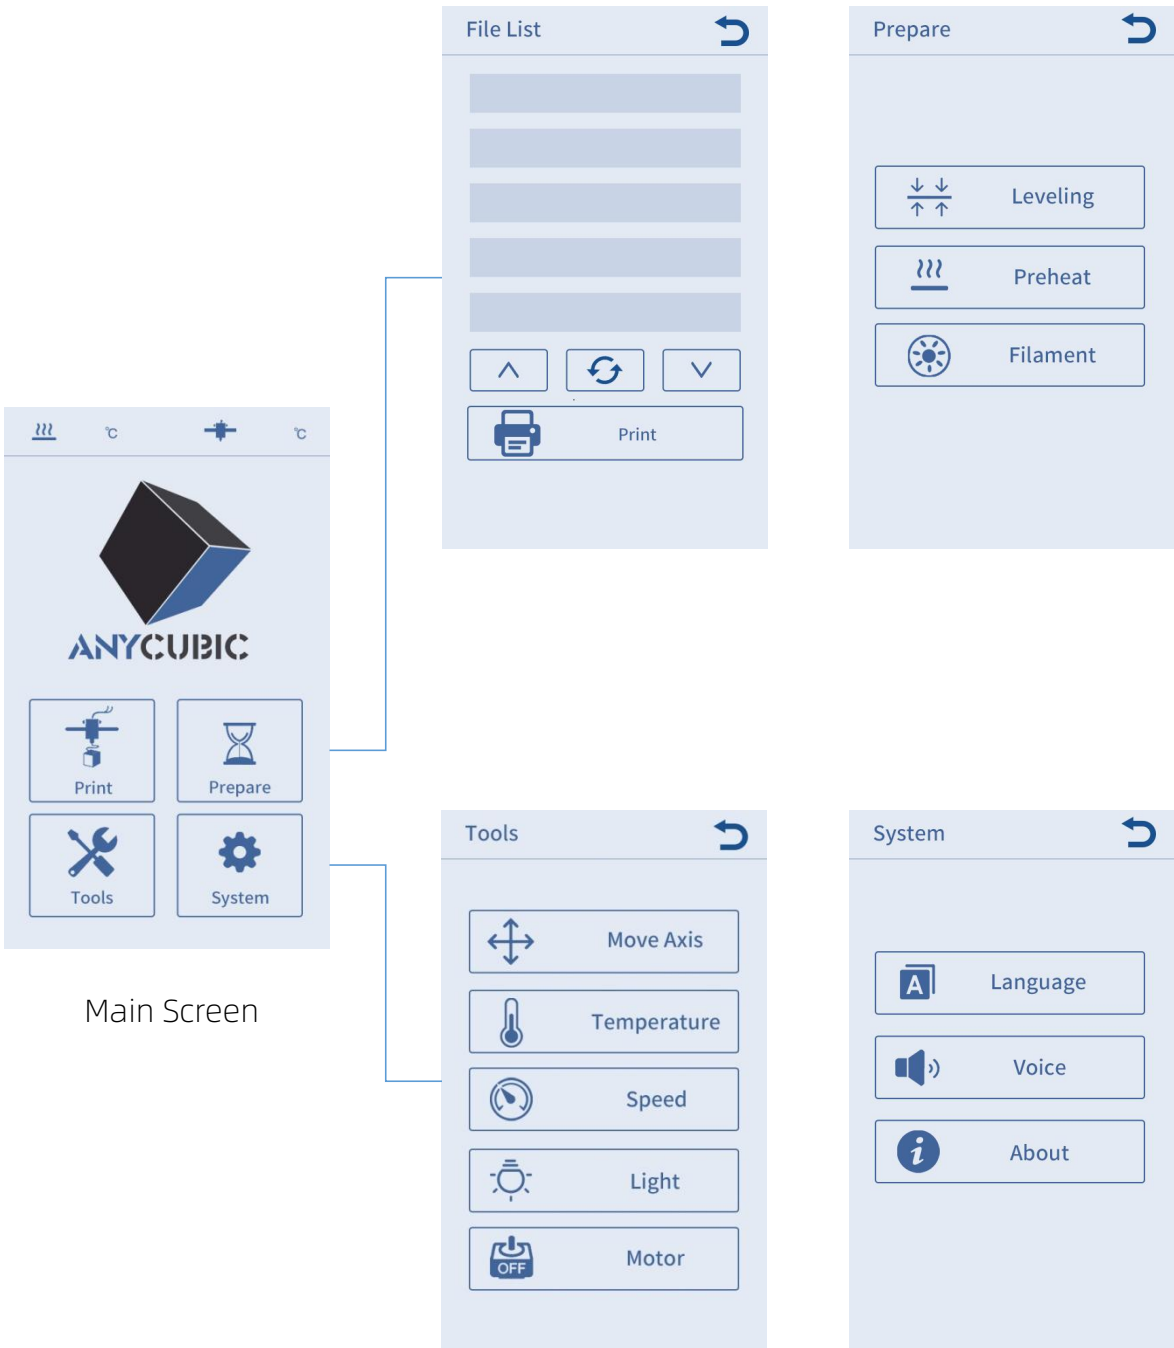 File List
Print
Prepare
Leveling
Preheat
Filament
℃
℃
ANYCUBIC
Print
Prepare
Tools
System
Main Screen
Tools
Move Axis
Temperature
Speed
Light
OFF
Motor
System
A
Language
Voice
i
About